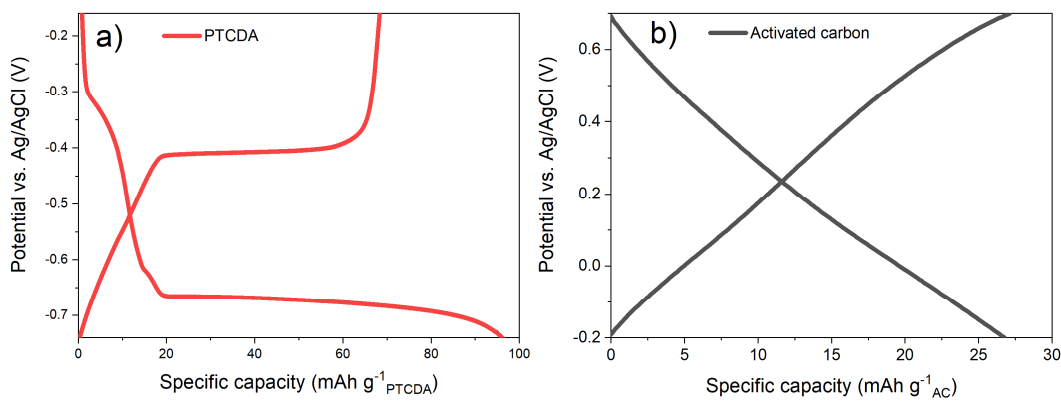 a)
PTCDA
-0.2
-0.3
-0.4
-0.5
-0.6
-0.7
0 20 40 60 80 100
Potential vs. Ag/AgCl (V)
Specific capacity (mAh g⁻¹PTCDA)
b)
Activated carbon
0.6
0.4
0.2
0.0
-0.2
0 5 10 15 20 25 30
Potential vs. Ag/AgCl (V)
Specific capacity (mAh g⁻¹AC)